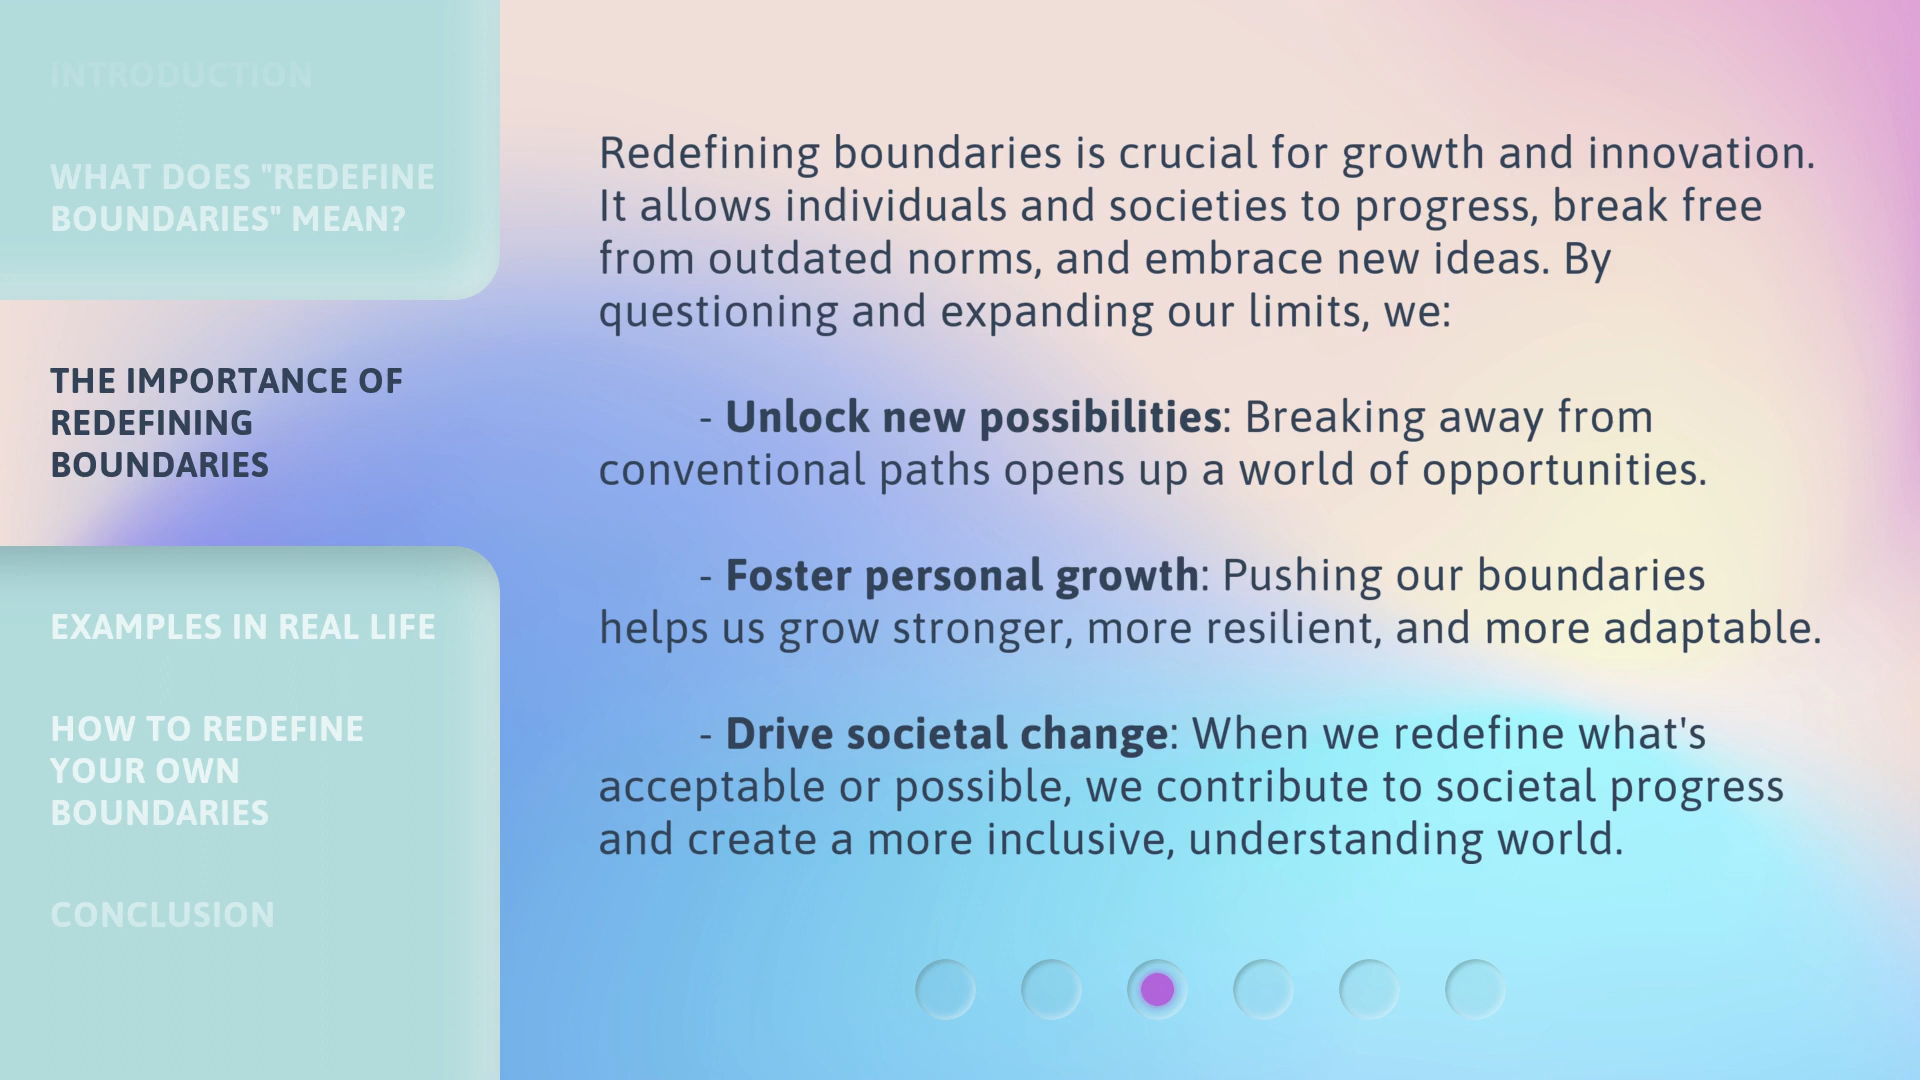 INTRODUCTION
WHAT DOES "REDEFINE
BOUNDARIES" MEAN?
THE IMPORTANCE OF
REDEFINING
BOUNDARIES
EXAMPLES IN REAL LIFE
HOW TO REDEFINE
YOUR OWN
BOUNDARIES
CONCLUSION
Redefining boundaries is crucial for growth and innovation.
It allows individuals and societies to progress, break free
from outdated norms, and embrace new ideas. By
questioning and expanding our limits, we:
- Unlock new possibilities: Breaking away from
conventional paths opens up a world of opportunities.
- Foster personal growth: Pushing our boundaries
helps us grow stronger, more resilient, and more adaptable.
- Drive societal change: When we redefine what's
acceptable or possible, we contribute to societal progress
and create a more inclusive, understanding world.